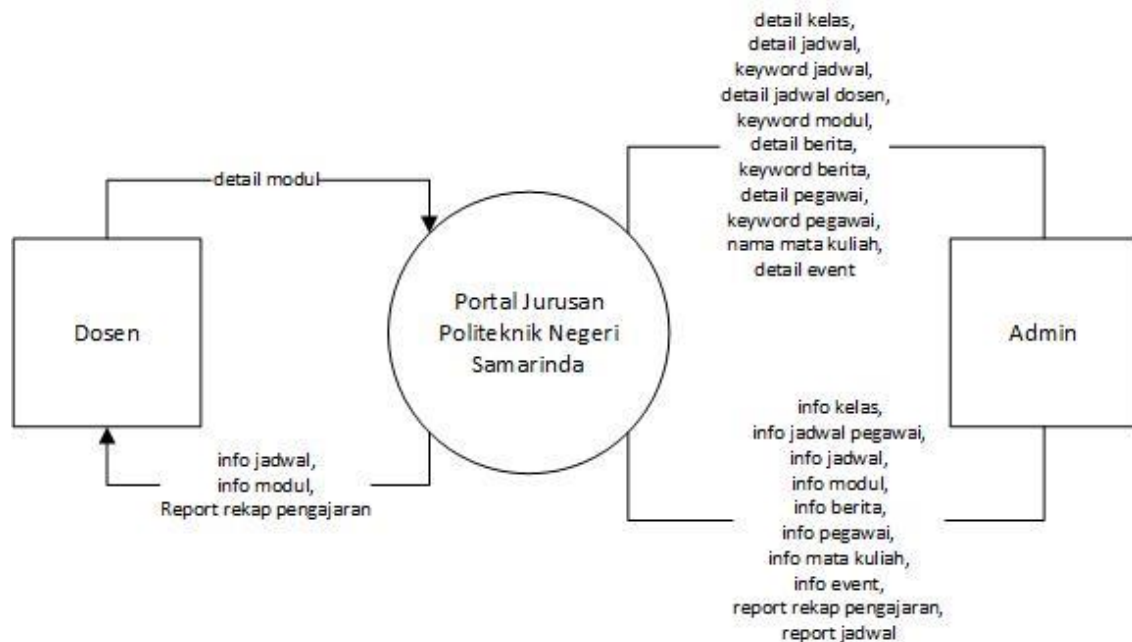 detail kelas,
detail jadwal,
keyword jadwal,
detail jadwal dosen,
keyword modul,
detail berita,
keyword berita,
detail pegawai,
keyword pegawai,
nama mata kuliah,
detail event
detail modul
Dosen
Portal Jurusan
Politeknik Negeri
Samarinda
Admin
info jadwal,
info modul,
Report rekap pengajaran
info kelas,
info jadwal pegawai,
info jadwal,
info modul,
info berita,
info pegawai,
info mata kuliah,
info event,
report rekap pengajaran,
report jadwal